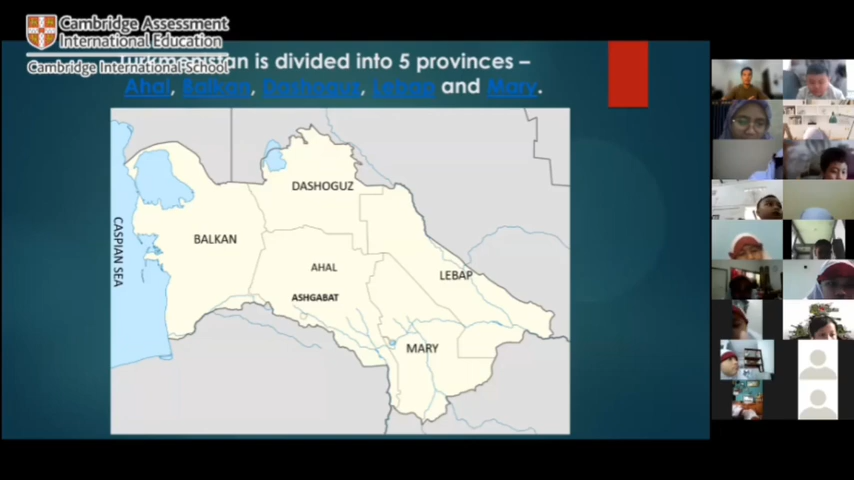 Cambridge Assessment
International Education
Cambridge International School
Turkmenistan is divided into 5 provinces –
Ahal, Balkan, Dashoguz, Lebap and Mary.
DASHOGUZ
BALKAN
CASPIAN SEA
AHAL
LEBAP
ASHGABAT
MARY